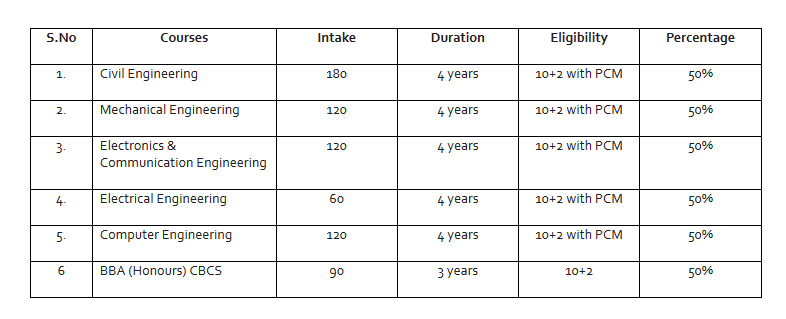 S.No Courses Intake Duration Eligibility Percentage
1. Civil Engineering 180 4 years 10+2 with PCM 50%
2. Mechanical Engineering 120 4 years 10+2 with PCM 50%
3. Electronics & 120 4 years 10+2 with PCM 50%
Communication Engineering
4. Electrical Engineering 60 4 years 10+2 with PCM 50%
5. Computer Engineering 120 4 years 10+2 with PCM 50%
6 BBA (Honours) CBCS 90 3 years 10+2 50%